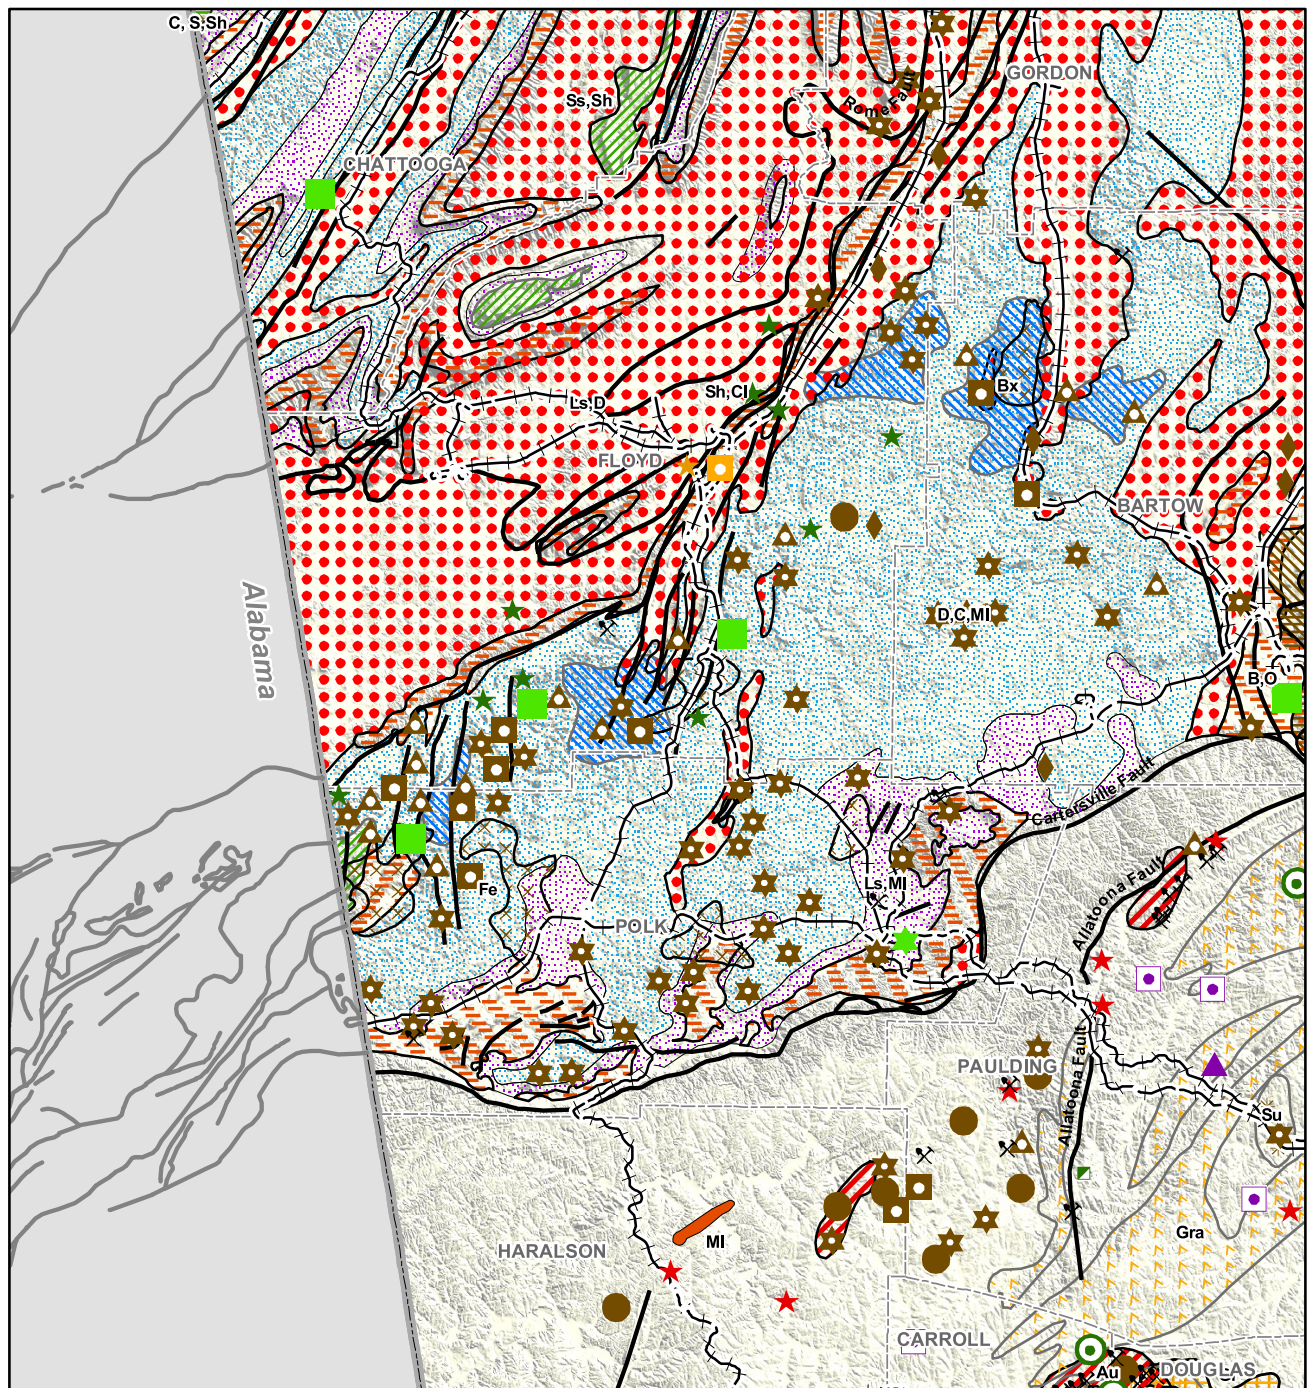 C, S.Sh
GORDON
Ss,Sh
Rome Fault
CHATTOOGA
Bx
Sh,Cl
Ls,D
FLOYD
BARTOW
Alabama
D,C,Ml
B,O
Cartersville Fault
Ls,Ml
Fe
Allatoona Fault
POLK
PAULDING
Allatoona Fault
Su
Gra
Ml
HARALSON
CARROLL
DOUGLAS
Au